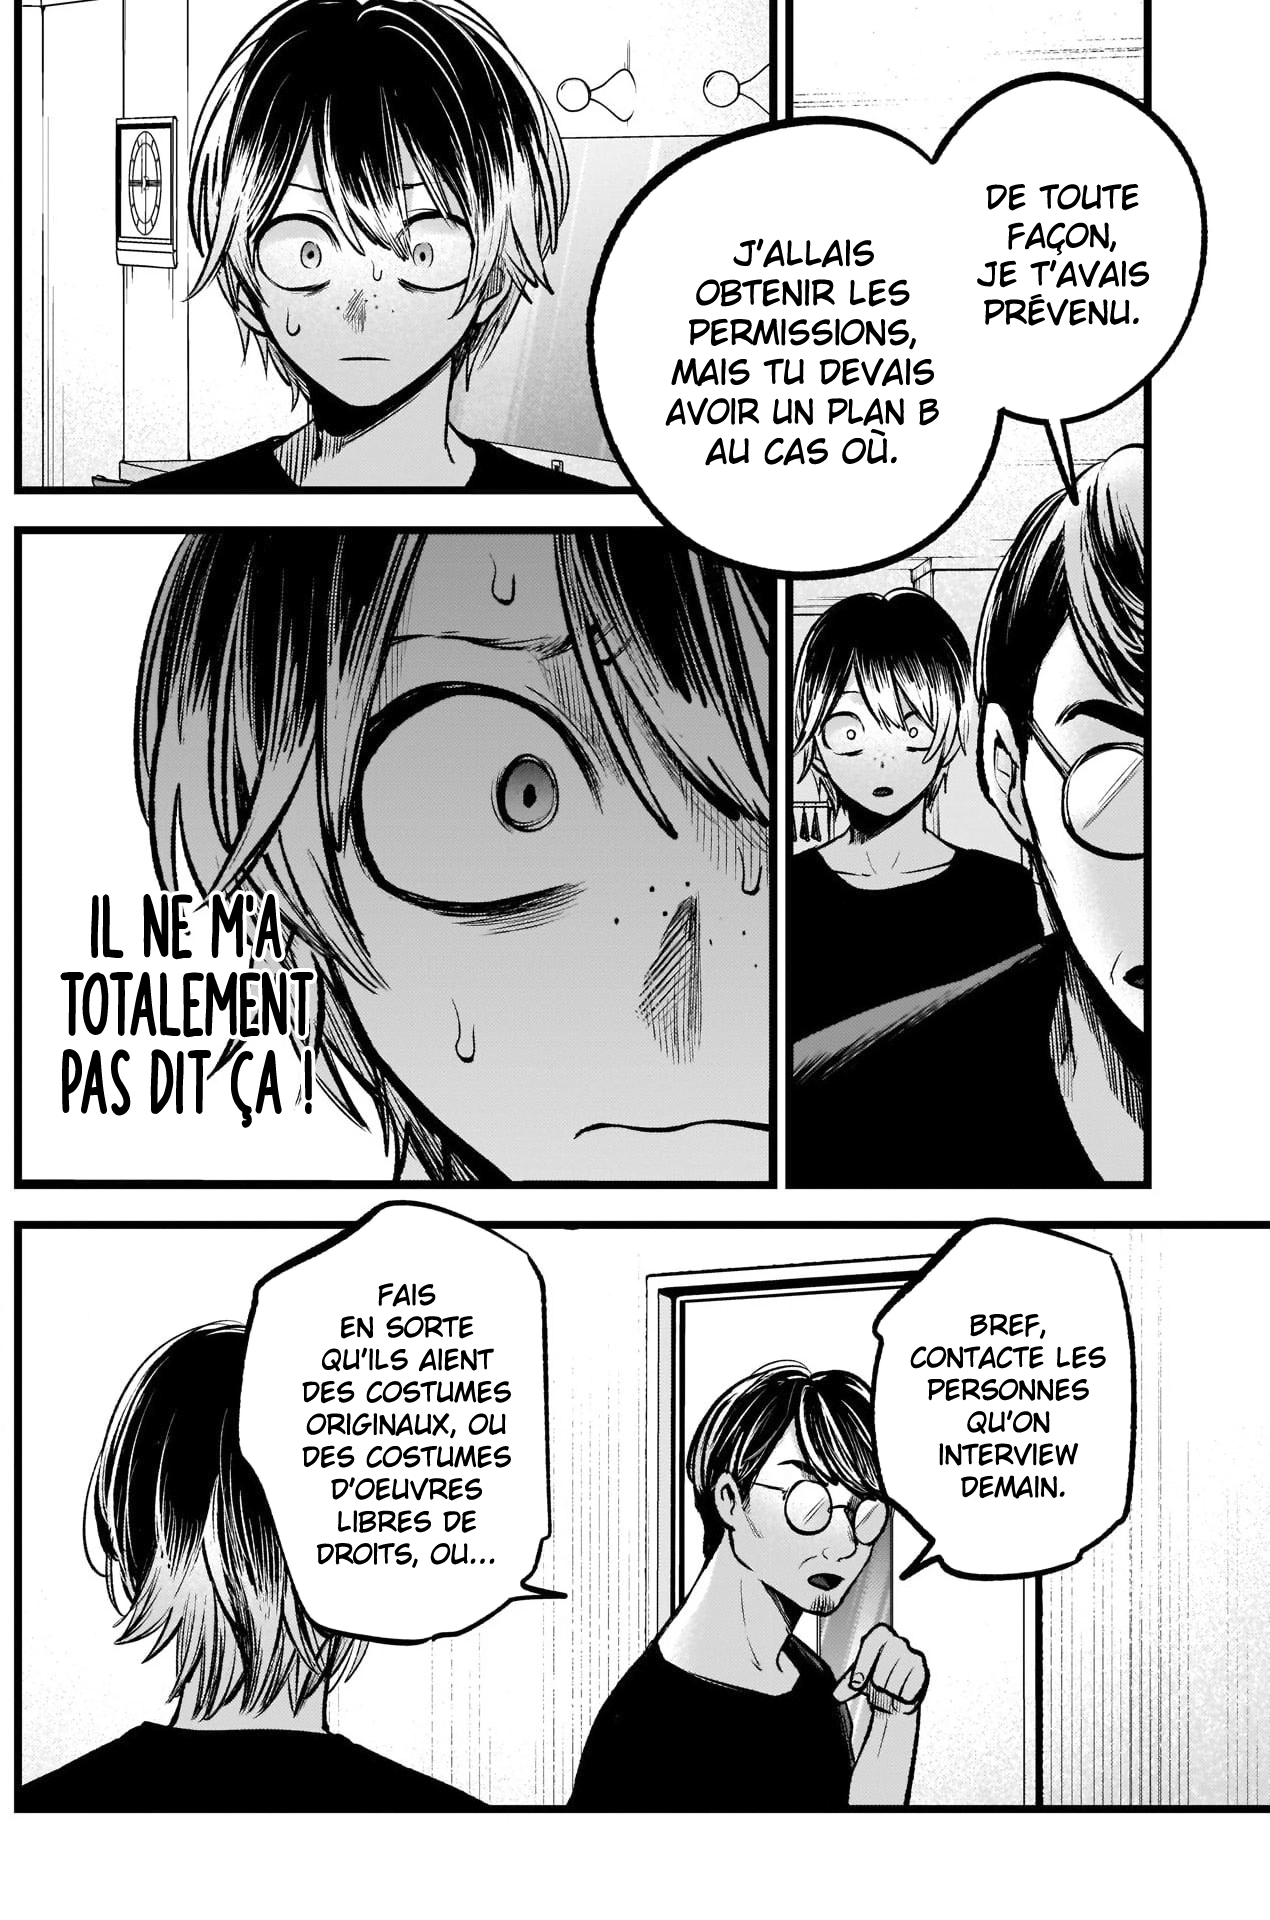 DE TOUTE
FAÇON,
JE T'AVAIS
PRÉVENU.
J'ALLAIS
OBTENIR LES
PERMISSIONS,
MAIS TU DEVAIS
AVOIR UN PLAN B
AU CAS OÙ.
IL NE M'A
TOTALEMENT
PAS DIT ÇA !
BREF,
CONTACTE LES
PERSONNES
QU'ON
INTERVIEW
DEMAIN.
FAIS
EN SORTE
QU'ILS AIENT
DES COSTUMES
ORIGINAUX, OU
DES COSTUMES
D'OEUVRES
LIBRES DE
DROITS, OU...